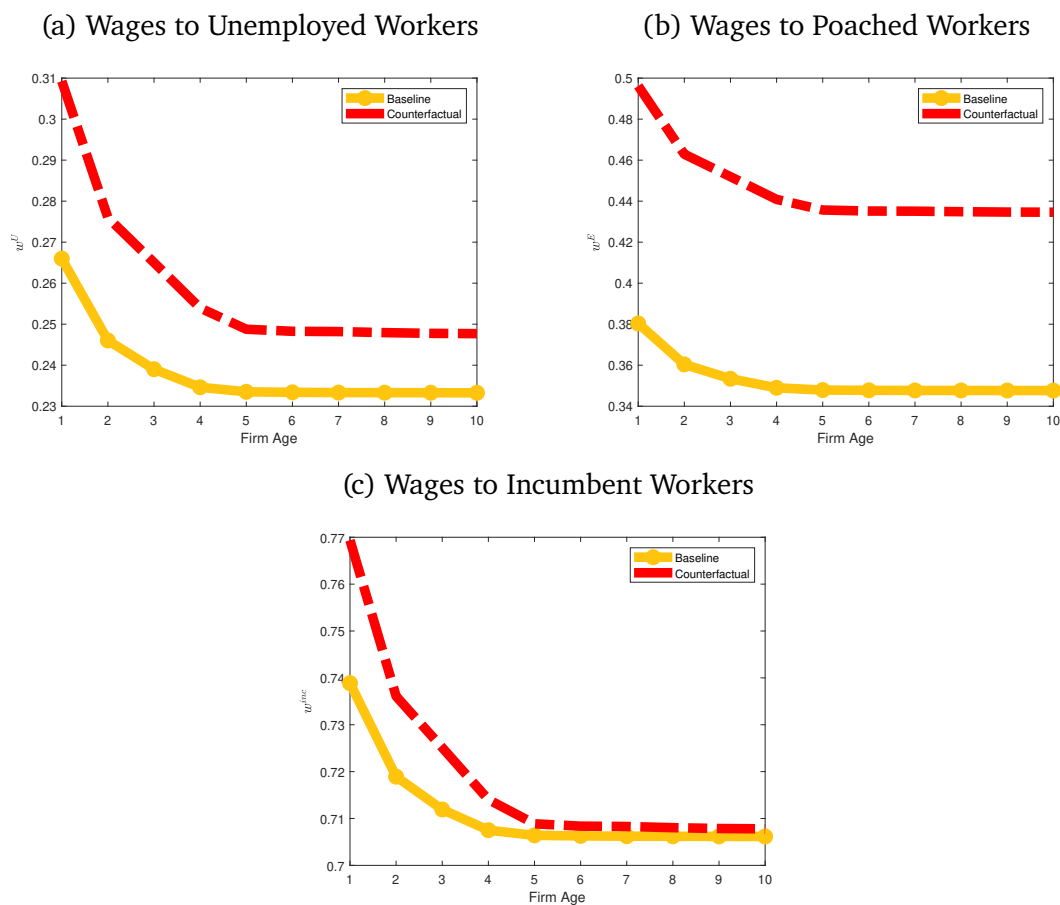 (a) Wages to Unemployed Workers
0.31
0.3
0.29
0.28
0.27
0.26
0.25
0.24
0.23
w^U
1 2 3 4 5 6 7 8 9 10
Firm Age
Baseline
Counterfactual
(b) Wages to Poached Workers
0.5
0.48
0.46
0.44
0.42
0.4
0.38
0.36
0.34
w^E
1 2 3 4 5 6 7 8 9 10
Firm Age
Baseline
Counterfactual
(c) Wages to Incumbent Workers
0.77
0.76
0.75
0.74
0.73
0.72
0.71
0.7
w^{inc}
1 2 3 4 5 6 7 8 9 10
Firm Age
Baseline
Counterfactual